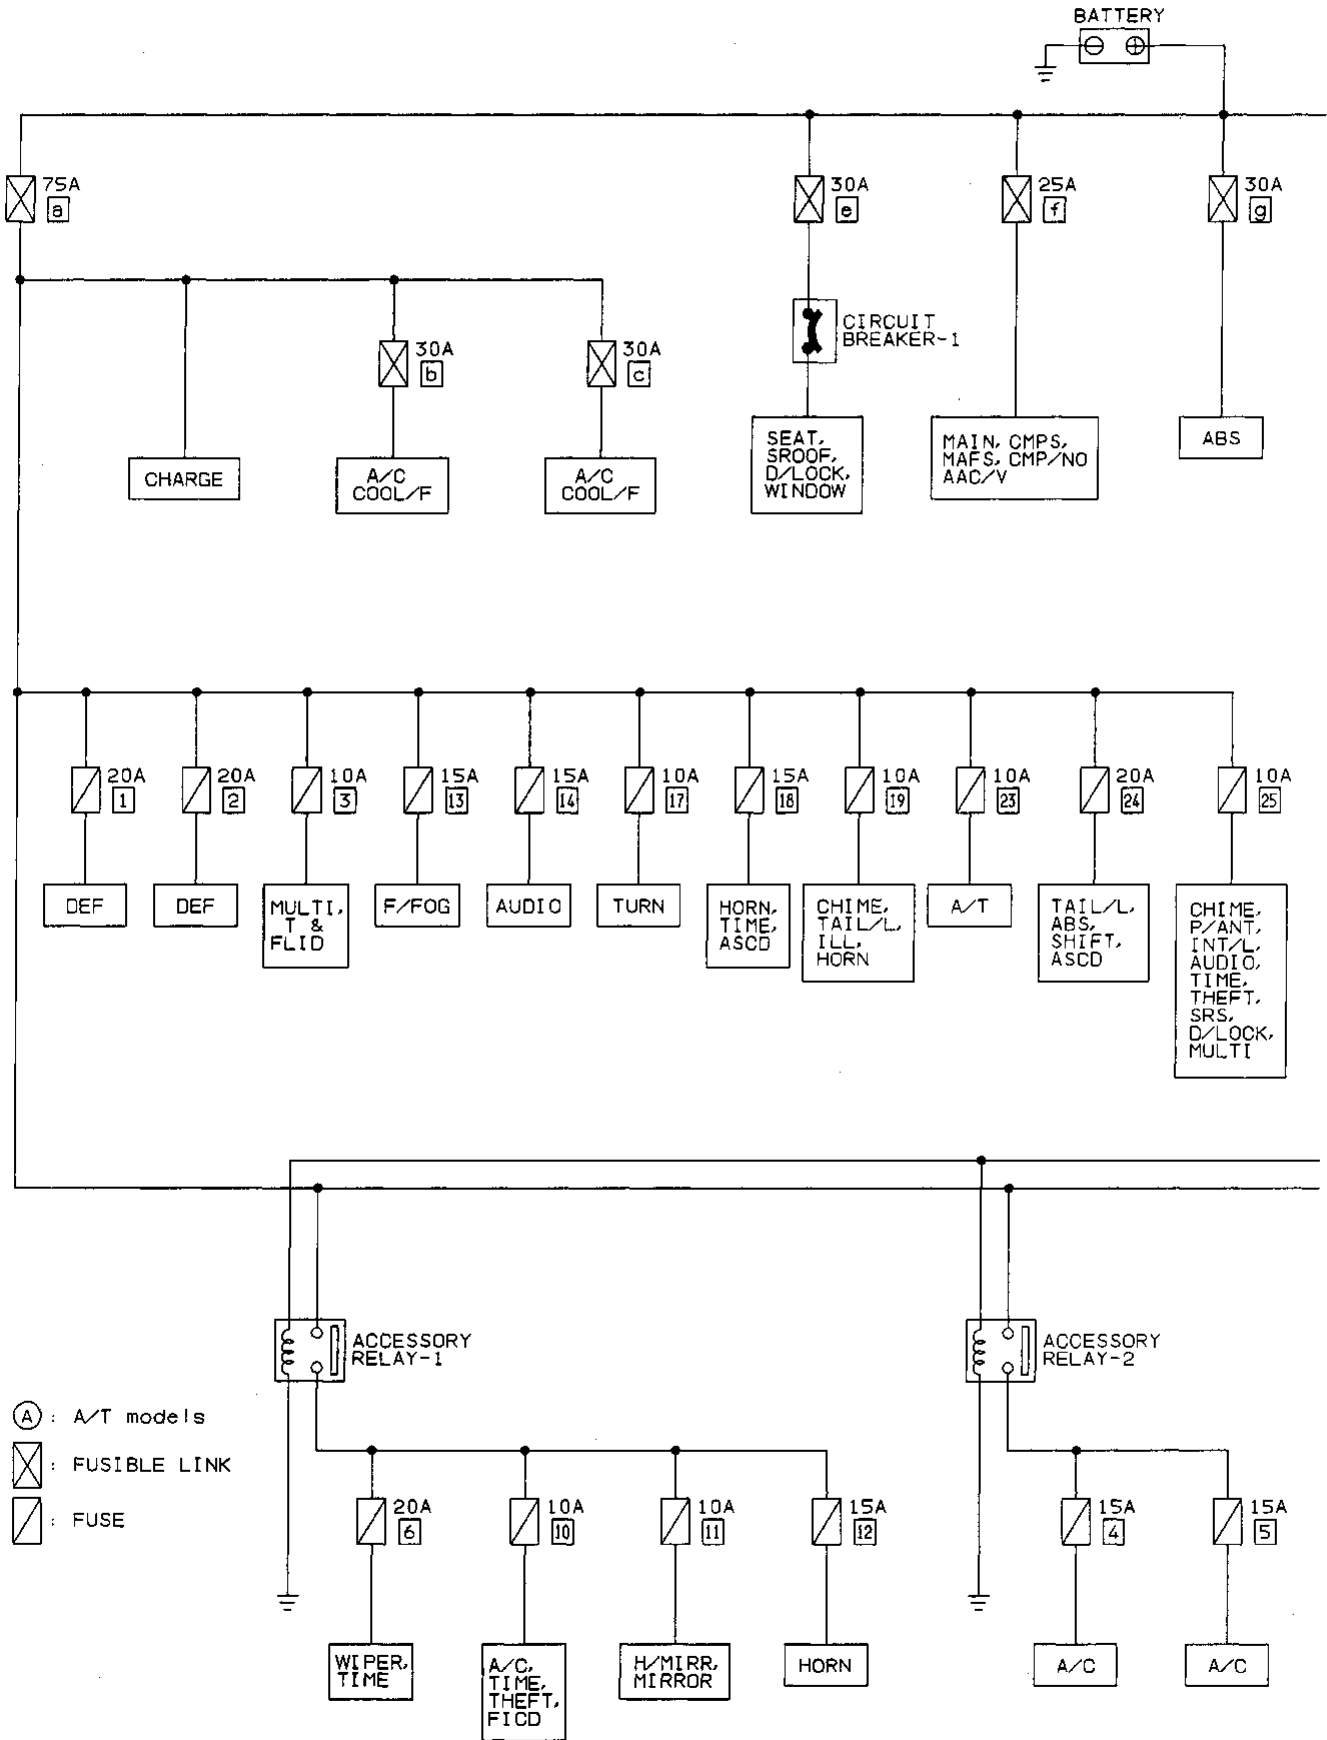 BATTERY
75A
a
30A
e
25A
f
30A
g
30A
b
30A
c
CIRCUIT
BREAKER-1
CHARGE
A/C
COOL/F
A/C
COOL/F
SEAT,
SROOF,
D/LOCK,
WINDOW
MAIN, CMPS,
MAFS, CMP/NO
AAC/V
ABS
20A
1
20A
2
10A
3
15A
13
15A
14
10A
17
15A
18
10A
19
10A
23
20A
24
10A
25
DEF
DEF
MULTI,
T &
FLID
F/FOG
AUDIO
TURN
HORN,
TIME,
ASCD
CHIME,
TAIL/L,
ILL,
HORN
A/T
TAIL/L,
ABS,
SHIFT,
ASCD
CHIME,
P/ANT,
INT/L,
AUDIO,
TIME,
THEFT,
SRS,
D/LOCK,
MULTI
ACCESSORY
RELAY-1
ACCESSORY
RELAY-2
A : A/T models
: FUSIBLE LINK
: FUSE
20A
6
10A
10
10A
11
15A
12
15A
4
15A
5
WIPER,
TIME
A/C,
TIME,
THEFT,
FICD
H/MIRR,
MIRROR
HORN
A/C
A/C